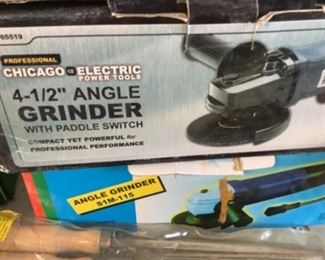 95519
PROFESSIONAL
CHICAGO ELECTRIC
POWER TOOLS
4-1/2" ANGLE
GRINDER
WITH PADDLE SWITCH
COMPACT YET POWERFUL for
PROFESSIONAL PERFORMANCE
ANGLE GRINDER
S1M-115